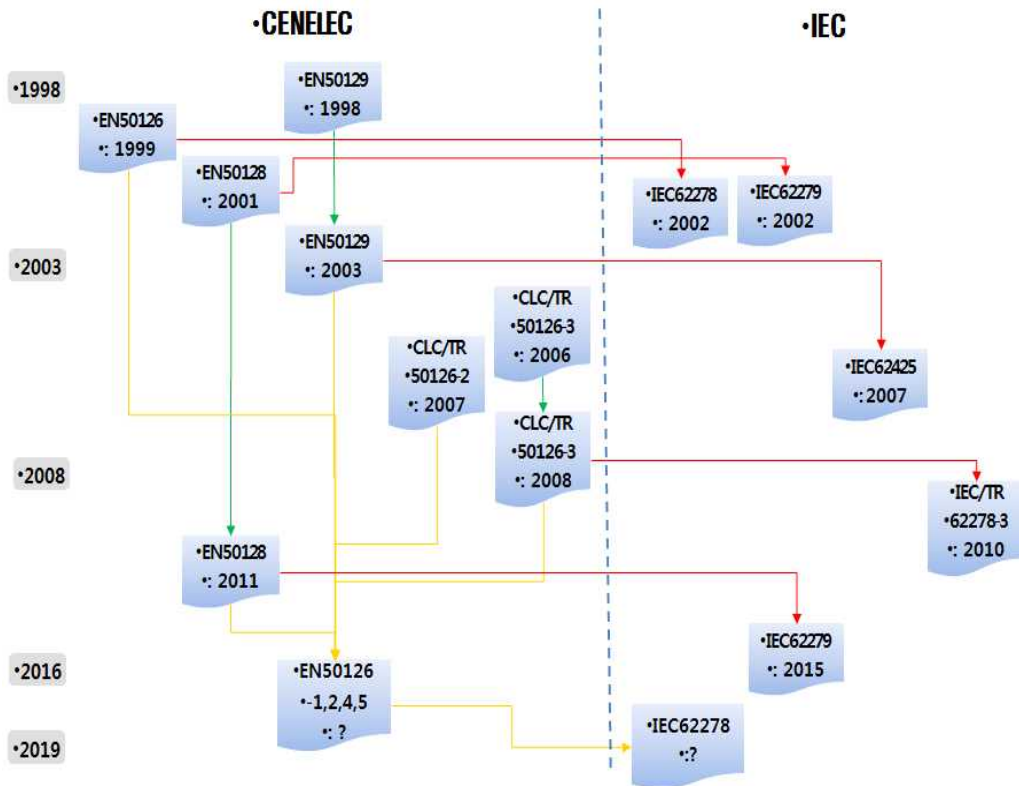 •CENELEC
•IEC
•1998
•EN50129
•: 1998
•EN50126
•: 1999
•EN50128
•: 2001
•IEC62278
•: 2002
•IEC62279
•: 2002
•2003
•EN50129
•: 2003
•CLC/TR
•50126-3
•: 2006
•CLC/TR
•50126-2
•: 2007
•IEC62425
•: 2007
•2008
•CLC/TR
•50126-3
•: 2008
•IEC/TR
•62278-3
•: 2010
•EN50128
•: 2011
•IEC62279
•: 2015
•2016
•EN50126
•-1,2,4,5
•: ?
•IEC62278
•:?
•2019